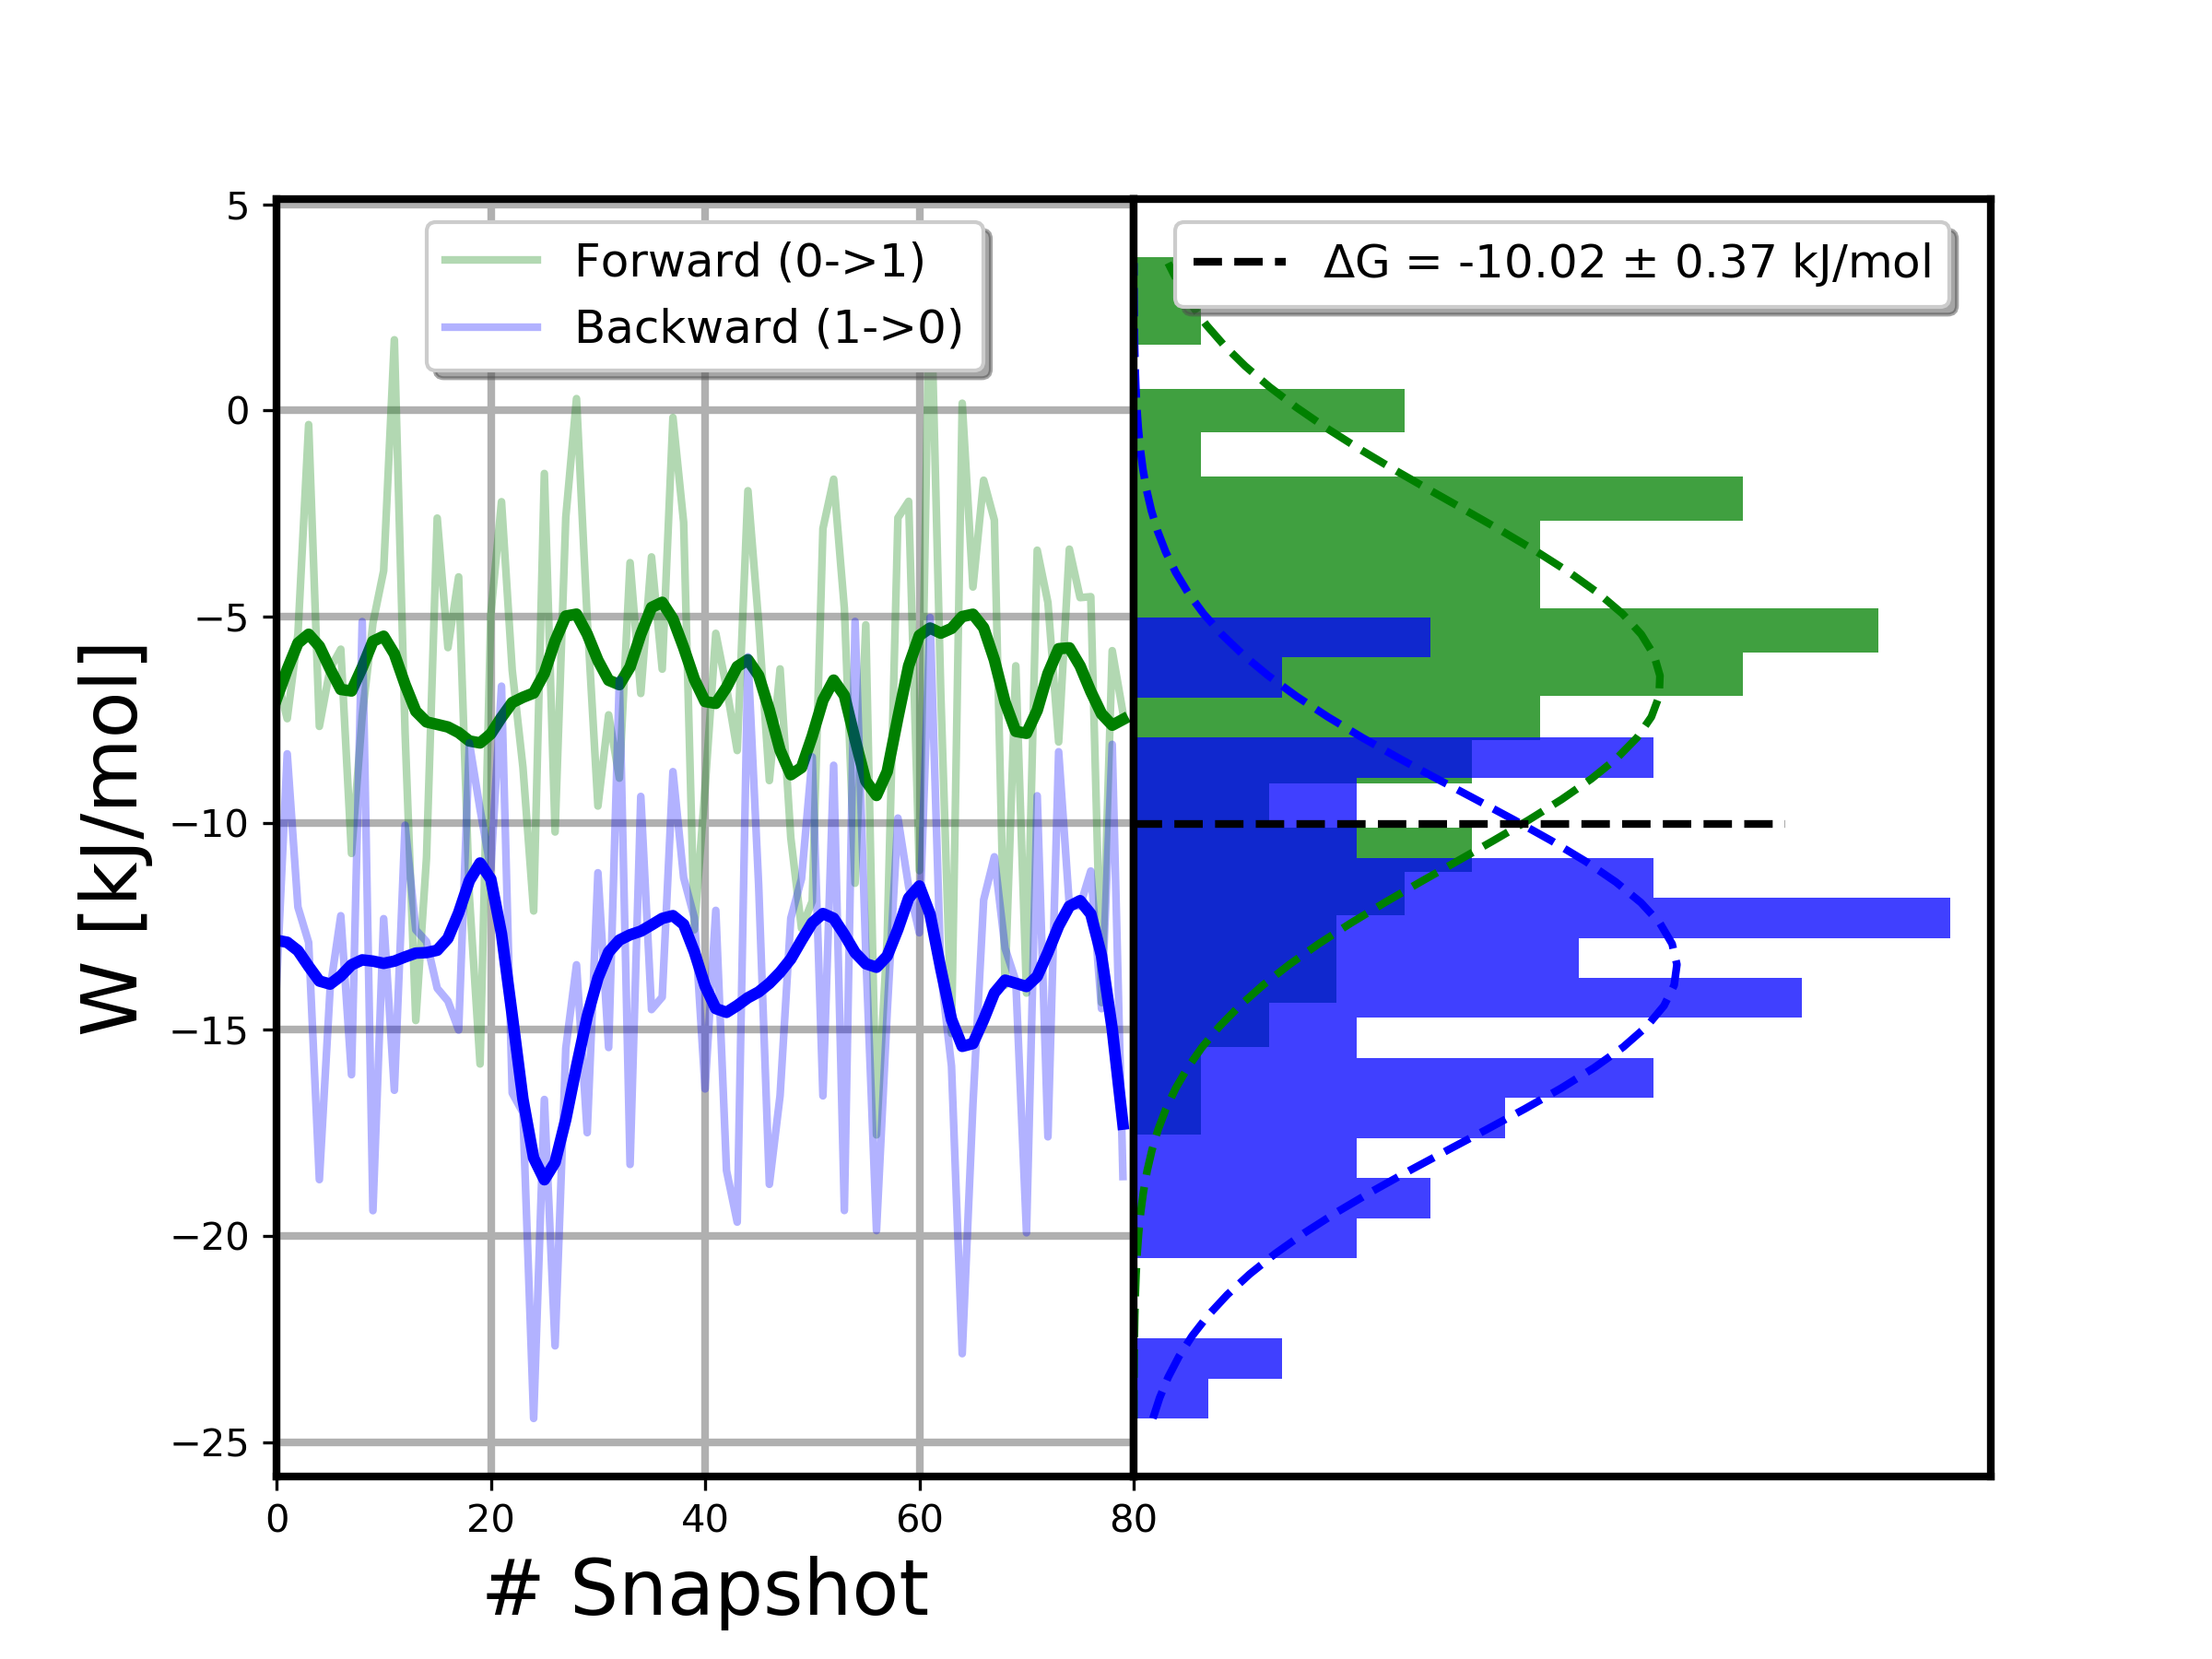 Forward (0->1)
Backward (1->0)
ΔG = -10.02 ± 0.37 kJ/mol
W [kJ/mol]
5
0
−5
−10
−15
−20
−25
0 20 40 60 80
# Snapshot